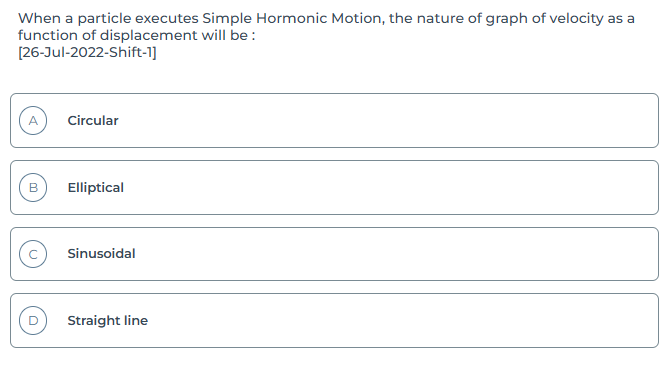 When a particle executes Simple Hormonic Motion, the nature of graph of velocity as a
function of displacement will be :
[26-Jul-2022-Shift-1]
A Circular
B Elliptical
C Sinusoidal
D Straight line